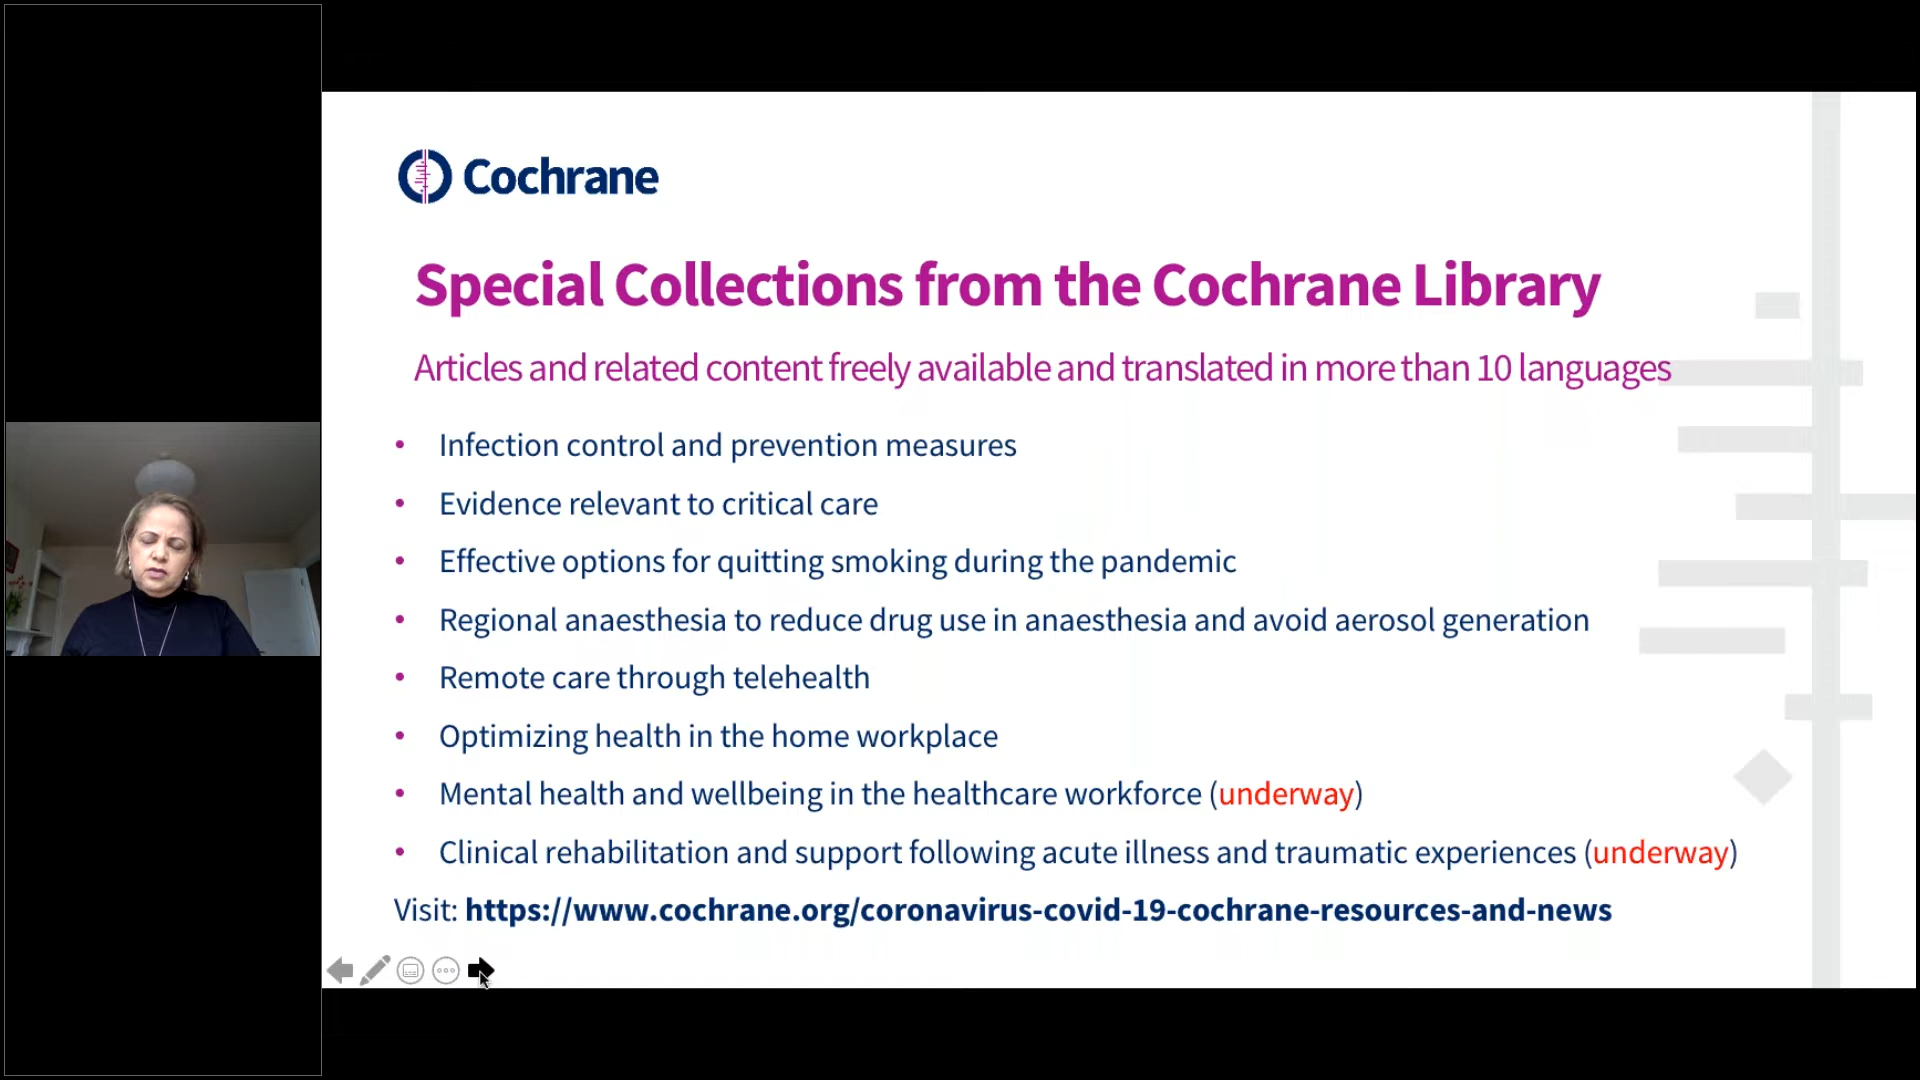 Cochrane
Special Collections from the Cochrane Library
Articles and related content freely available and translated in more than 10 languages
• Infection control and prevention measures
• Evidence relevant to critical care
• Effective options for quitting smoking during the pandemic
• Regional anaesthesia to reduce drug use in anaesthesia and avoid aerosol generation
• Remote care through telehealth
• Optimizing health in the home workplace
• Mental health and wellbeing in the healthcare workforce (underway)
• Clinical rehabilitation and support following acute illness and traumatic experiences (underway)
Visit: https://www.cochrane.org/coronavirus-covid-19-cochrane-resources-and-news